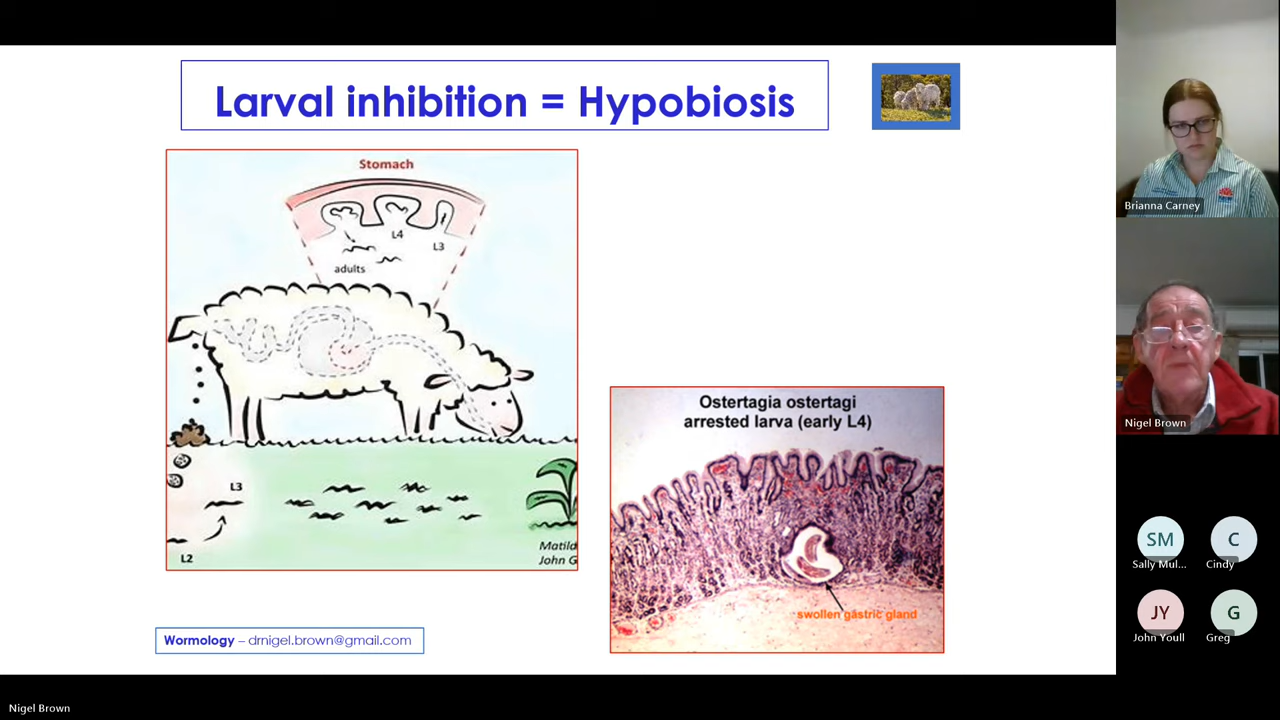 Larval inhibition = Hypobiosis
Stomach
L4
L3
adults
L3
L2
Matild
John G
Ostertagia ostertagi
arrested larva (early L4)
swollen gastric gland
Wormology – drnigel.brown@gmail.com
Brianna Carney
Nigel Brown
SM
Sally Mul...
C
Cindy
JY
John Youll
G
Greg
Nigel Brown